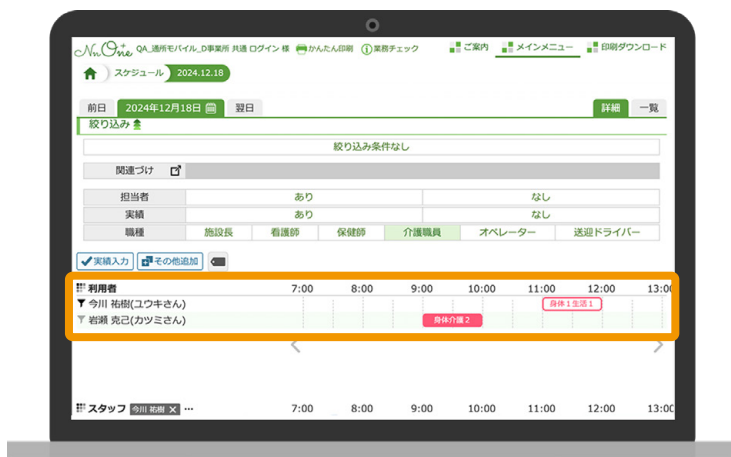 NnOne QA_通所モバイル_D事業所 共通 ログイン 様 かんたん印刷 業務チェック ご案内 メインメニュー 印刷ダウンロード
スケジュール 2024.12.18
前日 2024年12月18日 翌日 詳細 一覧
絞り込み
絞り込み条件なし
関連づけ
担当者 あり なし
実績 あり なし
職種 施設長 看護師 保健師 介護職員 オペレーター 送迎ドライバー
実績入力 その他追加
利用者 7:00 8:00 9:00 10:00 11:00 12:00 13:00
今川 祐樹(ユウキさん) 身体1生活1
岩瀬 克己(カツミさん) 身体介護2
スタッフ 今川 祐樹 × … 7:00 8:00 9:00 10:00 11:00 12:00 13:00